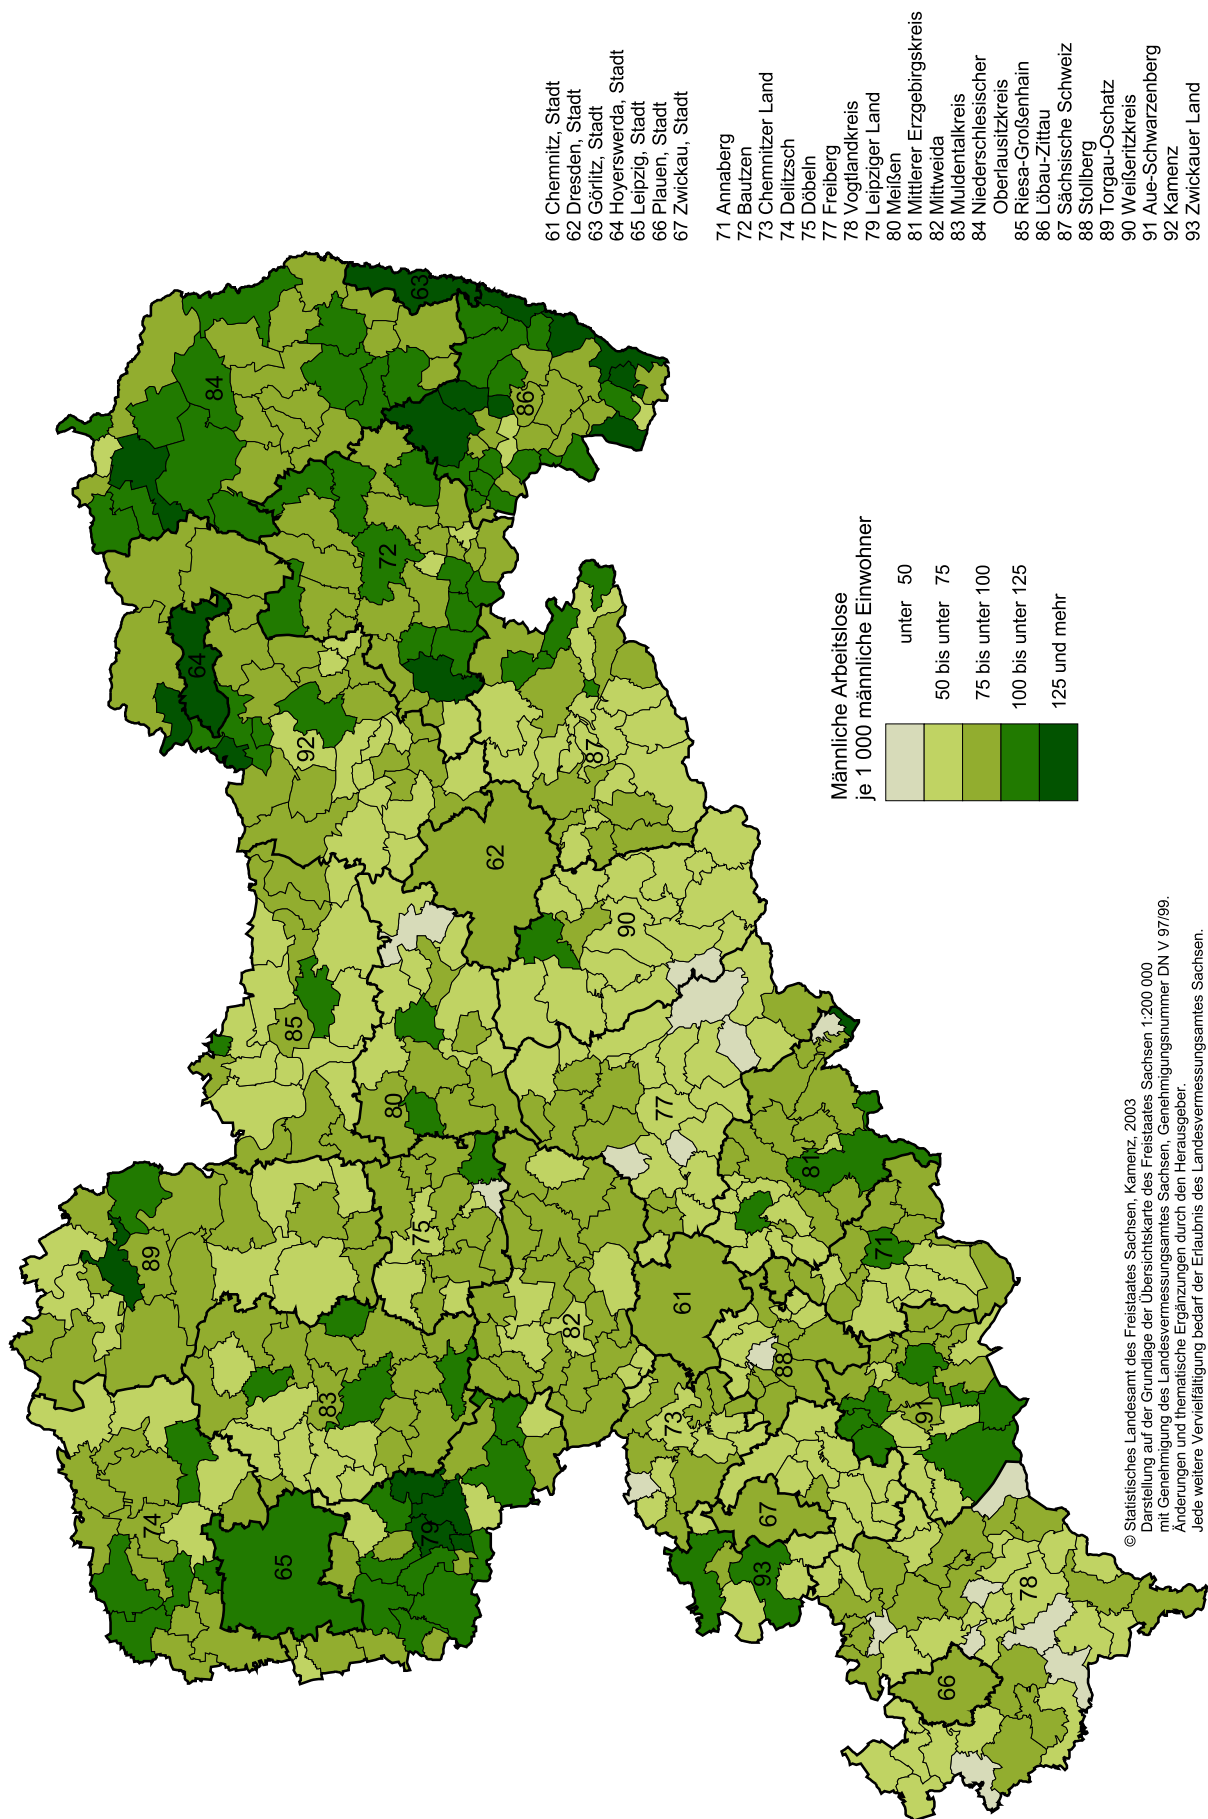 61 Chemnitz, Stadt
62 Dresden, Stadt
63 Görlitz, Stadt
64 Hoyerswerda, Stadt
65 Leipzig, Stadt
66 Plauen, Stadt
67 Zwickau, Stadt
71 Annaberg
72 Bautzen
73 Chemnitzer Land
74 Delitzsch
75 Döbeln
77 Freiberg
78 Vogtlandkreis
79 Leipziger Land
80 Meißen
81 Mittlerer Erzgebirgskreis
82 Mittweida
83 Muldentalkreis
84 Niederschlesischer
Oberlausitzkreis
85 Riesa-Großenhain
86 Löbau-Zittau
87 Sächsische Schweiz
88 Stollberg
89 Torgau-Oschatz
90 Weißeritzkreis
91 Aue-Schwarzenberg
92 Kamenz
93 Zwickauer Land
Männliche Arbeitslose
je 1 000 männliche Einwohner
unter 50
50 bis unter 75
75 bis unter 100
100 bis unter 125
125 und mehr
© Statistisches Landesamt des Freistaates Sachsen, Kamenz, 2003
Darstellung auf der Grundlage der Übersichtskarte des Freistaates Sachsen 1:200 000
mit Genehmigung des Landesvermessungsamtes Sachsen, Genehmigungsnummer DN V 97/99.
Änderungen und thematische Ergänzungen durch den Herausgeber.
Jede weitere Vervielfältigung bedarf der Erlaubnis des Landesvermessungsamtes Sachsen.
65
74
79
83
89
75
82
85
80
77
61
73
67
93
66
78
88
91
71
81
90
62
87
92
64
72
84
86
63